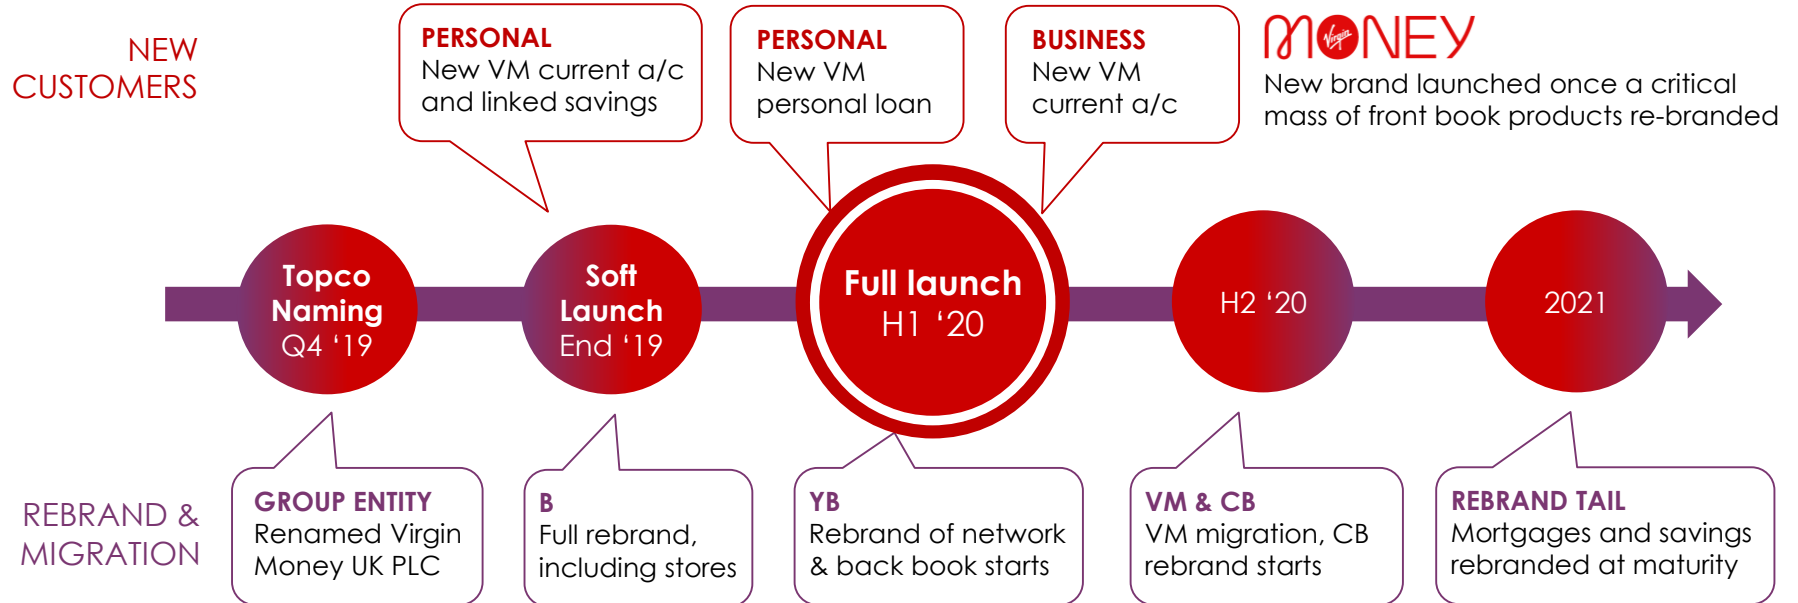 NEW
CUSTOMERS
PERSONAL
New VM current a/c
and linked savings
PERSONAL
New VM
personal loan
BUSINESS
New VM
current a/c
Virgin MONEY
New brand launched once a critical
mass of front book products re-branded
Topco
Naming
Q4 ‘19
Soft
Launch
End ‘19
Full launch
H1 ‘20
H2 ‘20
2021
REBRAND &
MIGRATION
GROUP ENTITY
Renamed Virgin
Money UK PLC
B
Full rebrand,
including stores
YB
Rebrand of network
& back book starts
VM & CB
VM migration, CB
rebrand starts
REBRAND TAIL
Mortgages and savings
rebranded at maturity